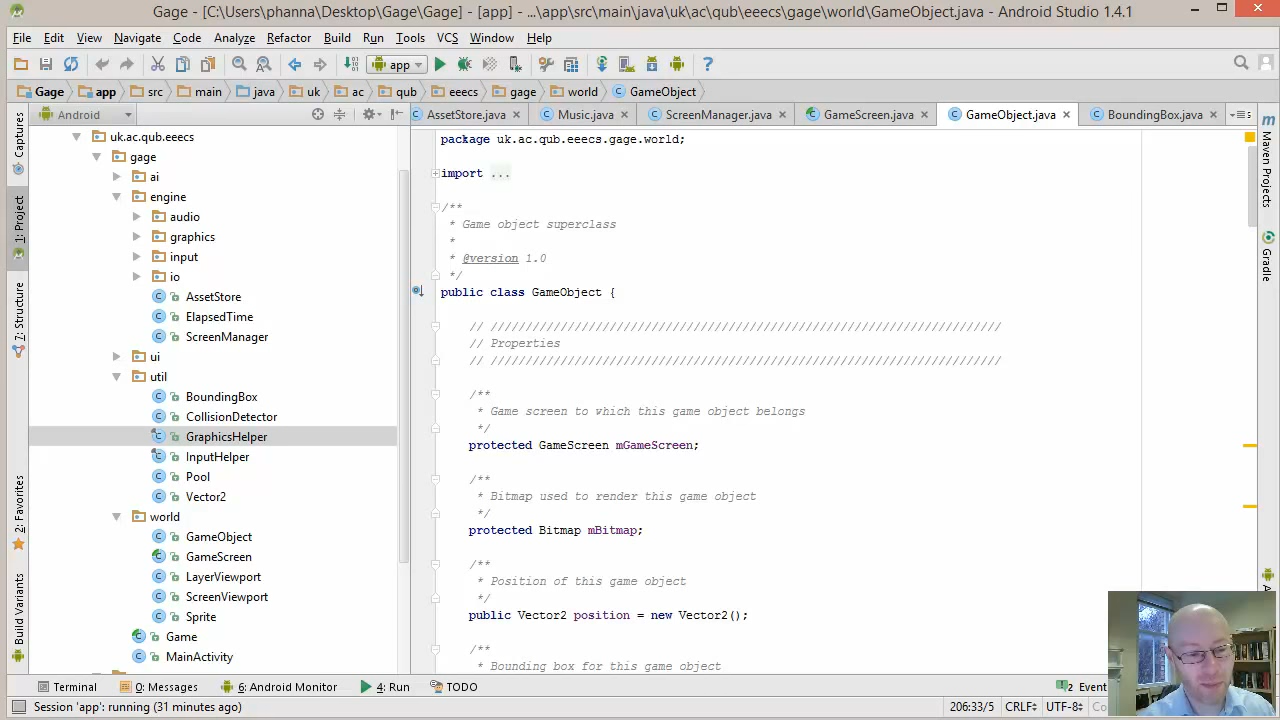 Gage - [C:\Users\phanna\Desktop\Gage\Gage] - [app] - ...\app\src\main\java\uk\ac\qub\eeecs\gage\world\GameObject.java - Android Studio 1.4.1
File Edit View Navigate Code Analyze Refactor Build Run Tools VCS Window Help
app
Gage app src main java uk ac qub eeecs gage world GameObject
Android
AssetStore.java Music.java ScreenManager.java GameScreen.java GameObject.java BoundingBox.java
Captures
1: Project
7: Structure
2: Favorites
Build Variants
uk.ac.qub.eeecs
gage
ai
engine
audio
graphics
input
io
AssetStore
ElapsedTime
ScreenManager
ui
util
BoundingBox
CollisionDetector
GraphicsHelper
InputHelper
Pool
Vector2
world
GameObject
GameScreen
LayerViewport
ScreenViewport
Sprite
Game
MainActivity
package uk.ac.qub.eeecs.gage.world;
import ...
/**
* Game object superclass
*
* @version 1.0
*/
public class GameObject {
// /////////////////////////////////////////////////////////////////////////
// Properties
// /////////////////////////////////////////////////////////////////////////
/**
* Game screen to which this game object belongs
*/
protected GameScreen mGameScreen;
/**
* Bitmap used to render this game object
*/
protected Bitmap mBitmap;
/**
* Position of this game object
*/
public Vector2 position = new Vector2();
/**
* Bounding box for this game object
Maven Projects
Gradle
Terminal 0: Messages 6: Android Monitor 4: Run TODO 2 Event
Session 'app': running (31 minutes ago) 206:33/5 CRLF UTF-8